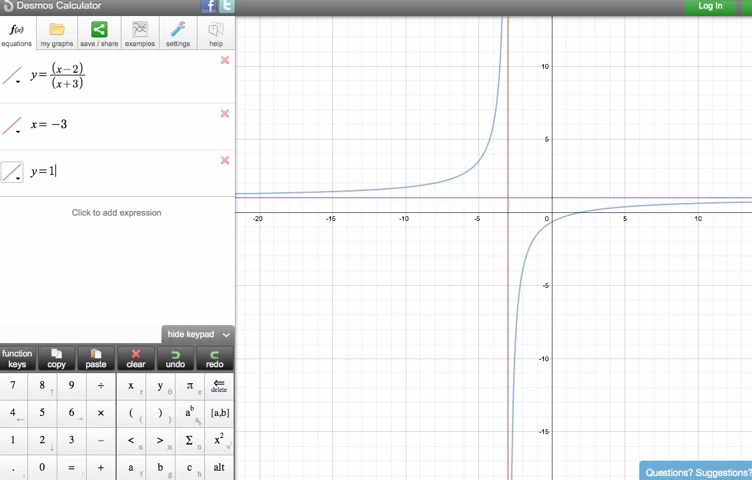 Desmos Calculator
f
Log In
f(x)
equations
my graphs
save / share
examples
settings
help
y = (x − 2) / (x + 3)
x = −3
y = 1
Click to add expression
hide keypad
function keys
copy
paste
clear
undo
redo
7 8 9 ÷ x y π e delete
4 5 6 × ( ) a^b [a,b]
1 2 3 − < > Σ x²
. 0 = + a b c alt
10
5
-20 -15 -10 -5 0 5 10
-5
-10
-15
Questions? Suggestions?